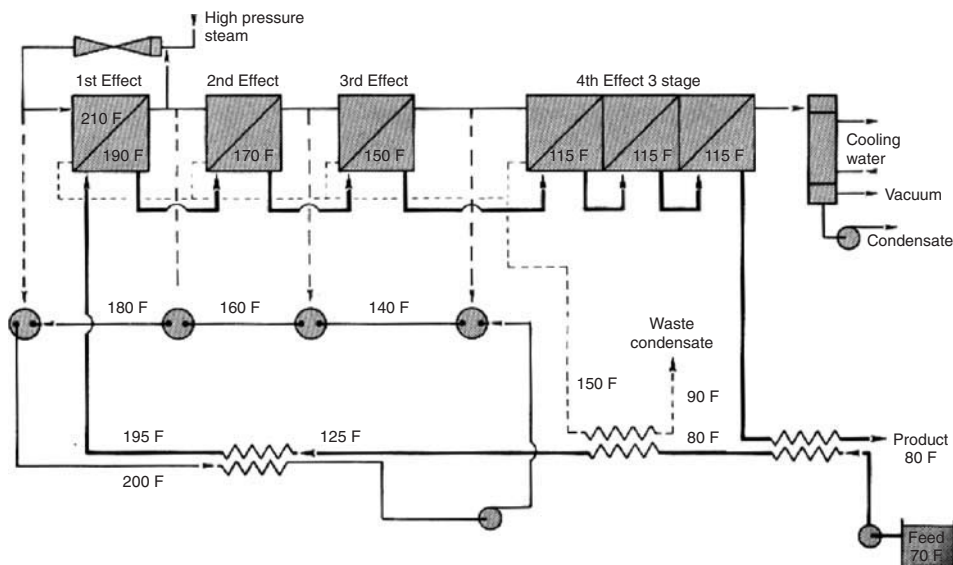 High pressure
steam
1st Effect
2nd Effect
3rd Effect
4th Effect 3 stage
210 F
190 F
170 F
150 F
115 F
115 F
115 F
Cooling
water
Vacuum
Condensate
180 F
160 F
140 F
Waste
condensate
150 F
90 F
195 F
125 F
80 F
Product
80 F
200 F
Feed
70 F